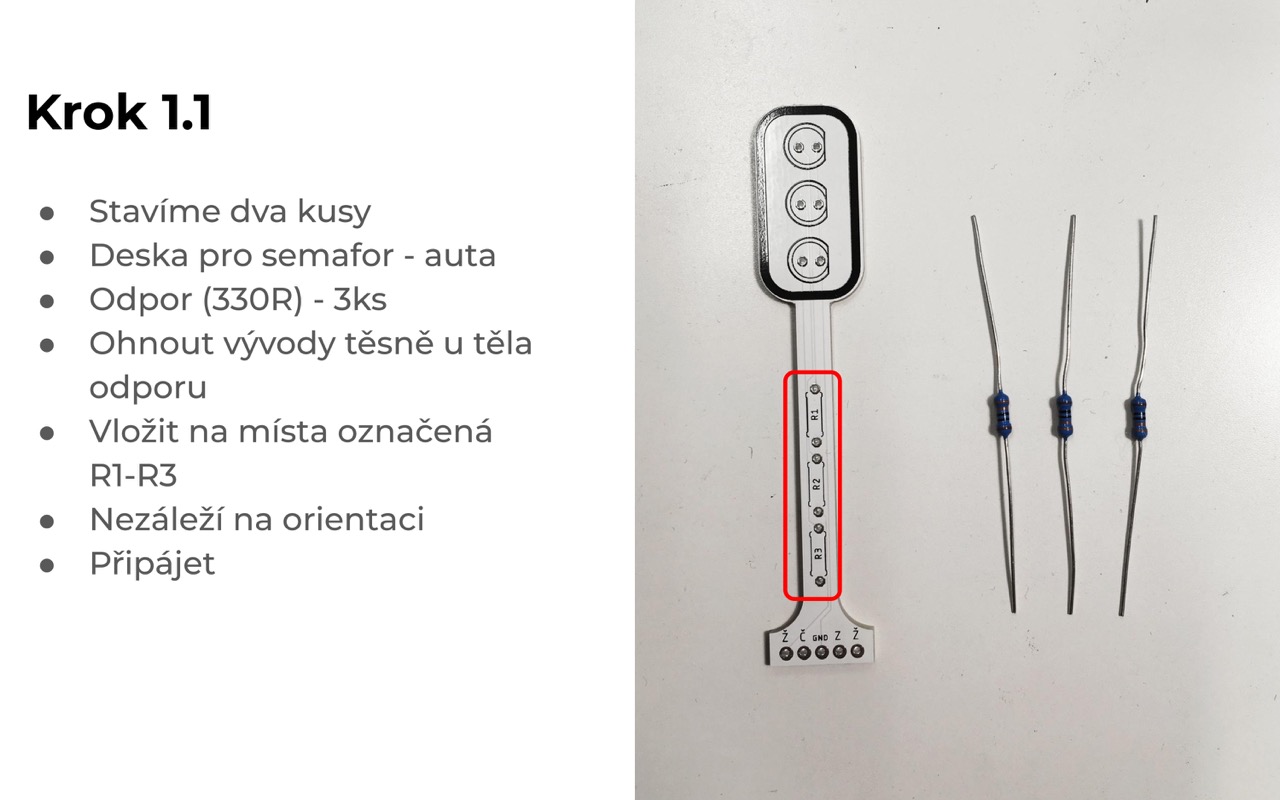 Krok 1.1
● Stavíme dva kusy
● Deska pro semafor - auta
● Odpor (330R) - 3ks
● Ohnout vývody těsně u těla
odporu
● Vložit na místa označená
R1-R3
● Nezáleží na orientaci
● Připájet
R1
R2
R3
Ž Č GND Z Ž